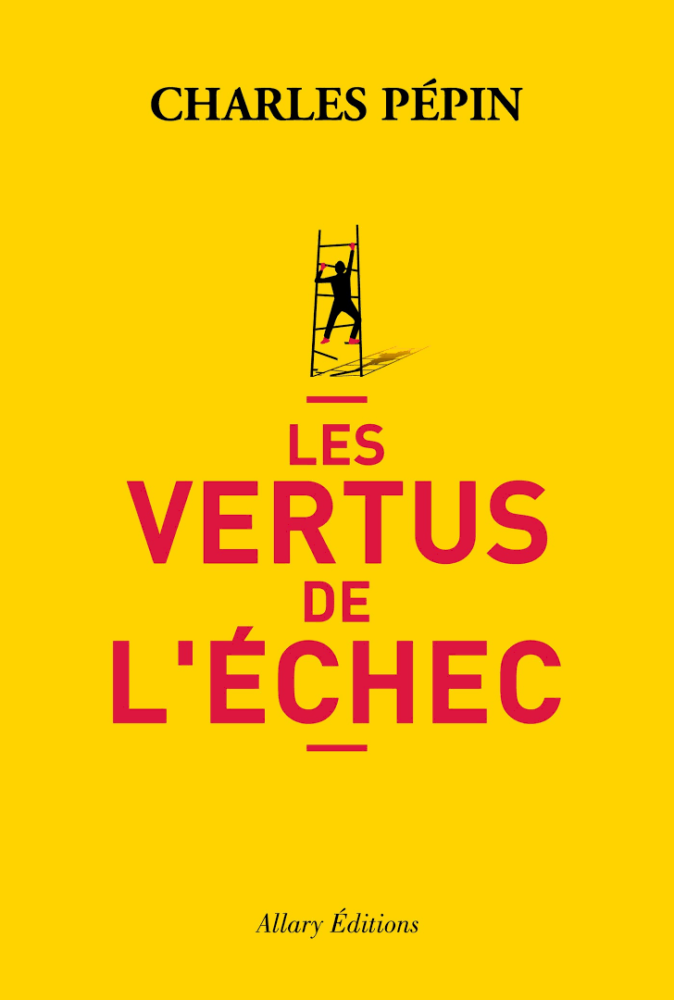 CHARLES PÉPIN
LES
VERTUS
DE
L'ÉCHEC
Allary Éditions